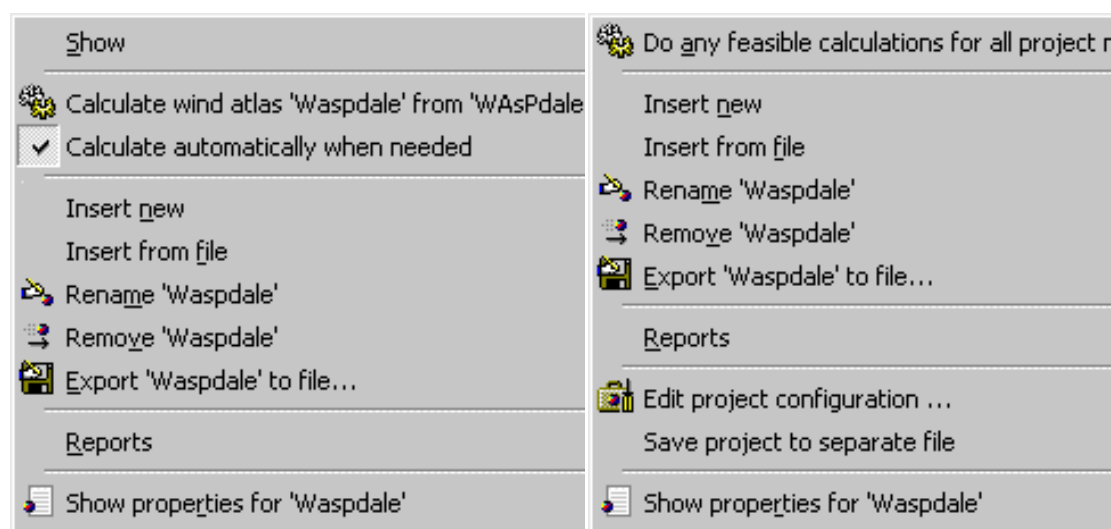 Show
Calculate wind atlas 'Waspdale' from 'WAsPdale
Calculate automatically when needed
Insert new
Insert from file
Rename 'Waspdale'
Remove 'Waspdale'
Export 'Waspdale' to file...
Reports
Show properties for 'Waspdale'
Do any feasible calculations for all project
Insert new
Insert from file
Rename 'Waspdale'
Remove 'Waspdale'
Export 'Waspdale' to file...
Reports
Edit project configuration ...
Save project to separate file
Show properties for 'Waspdale'